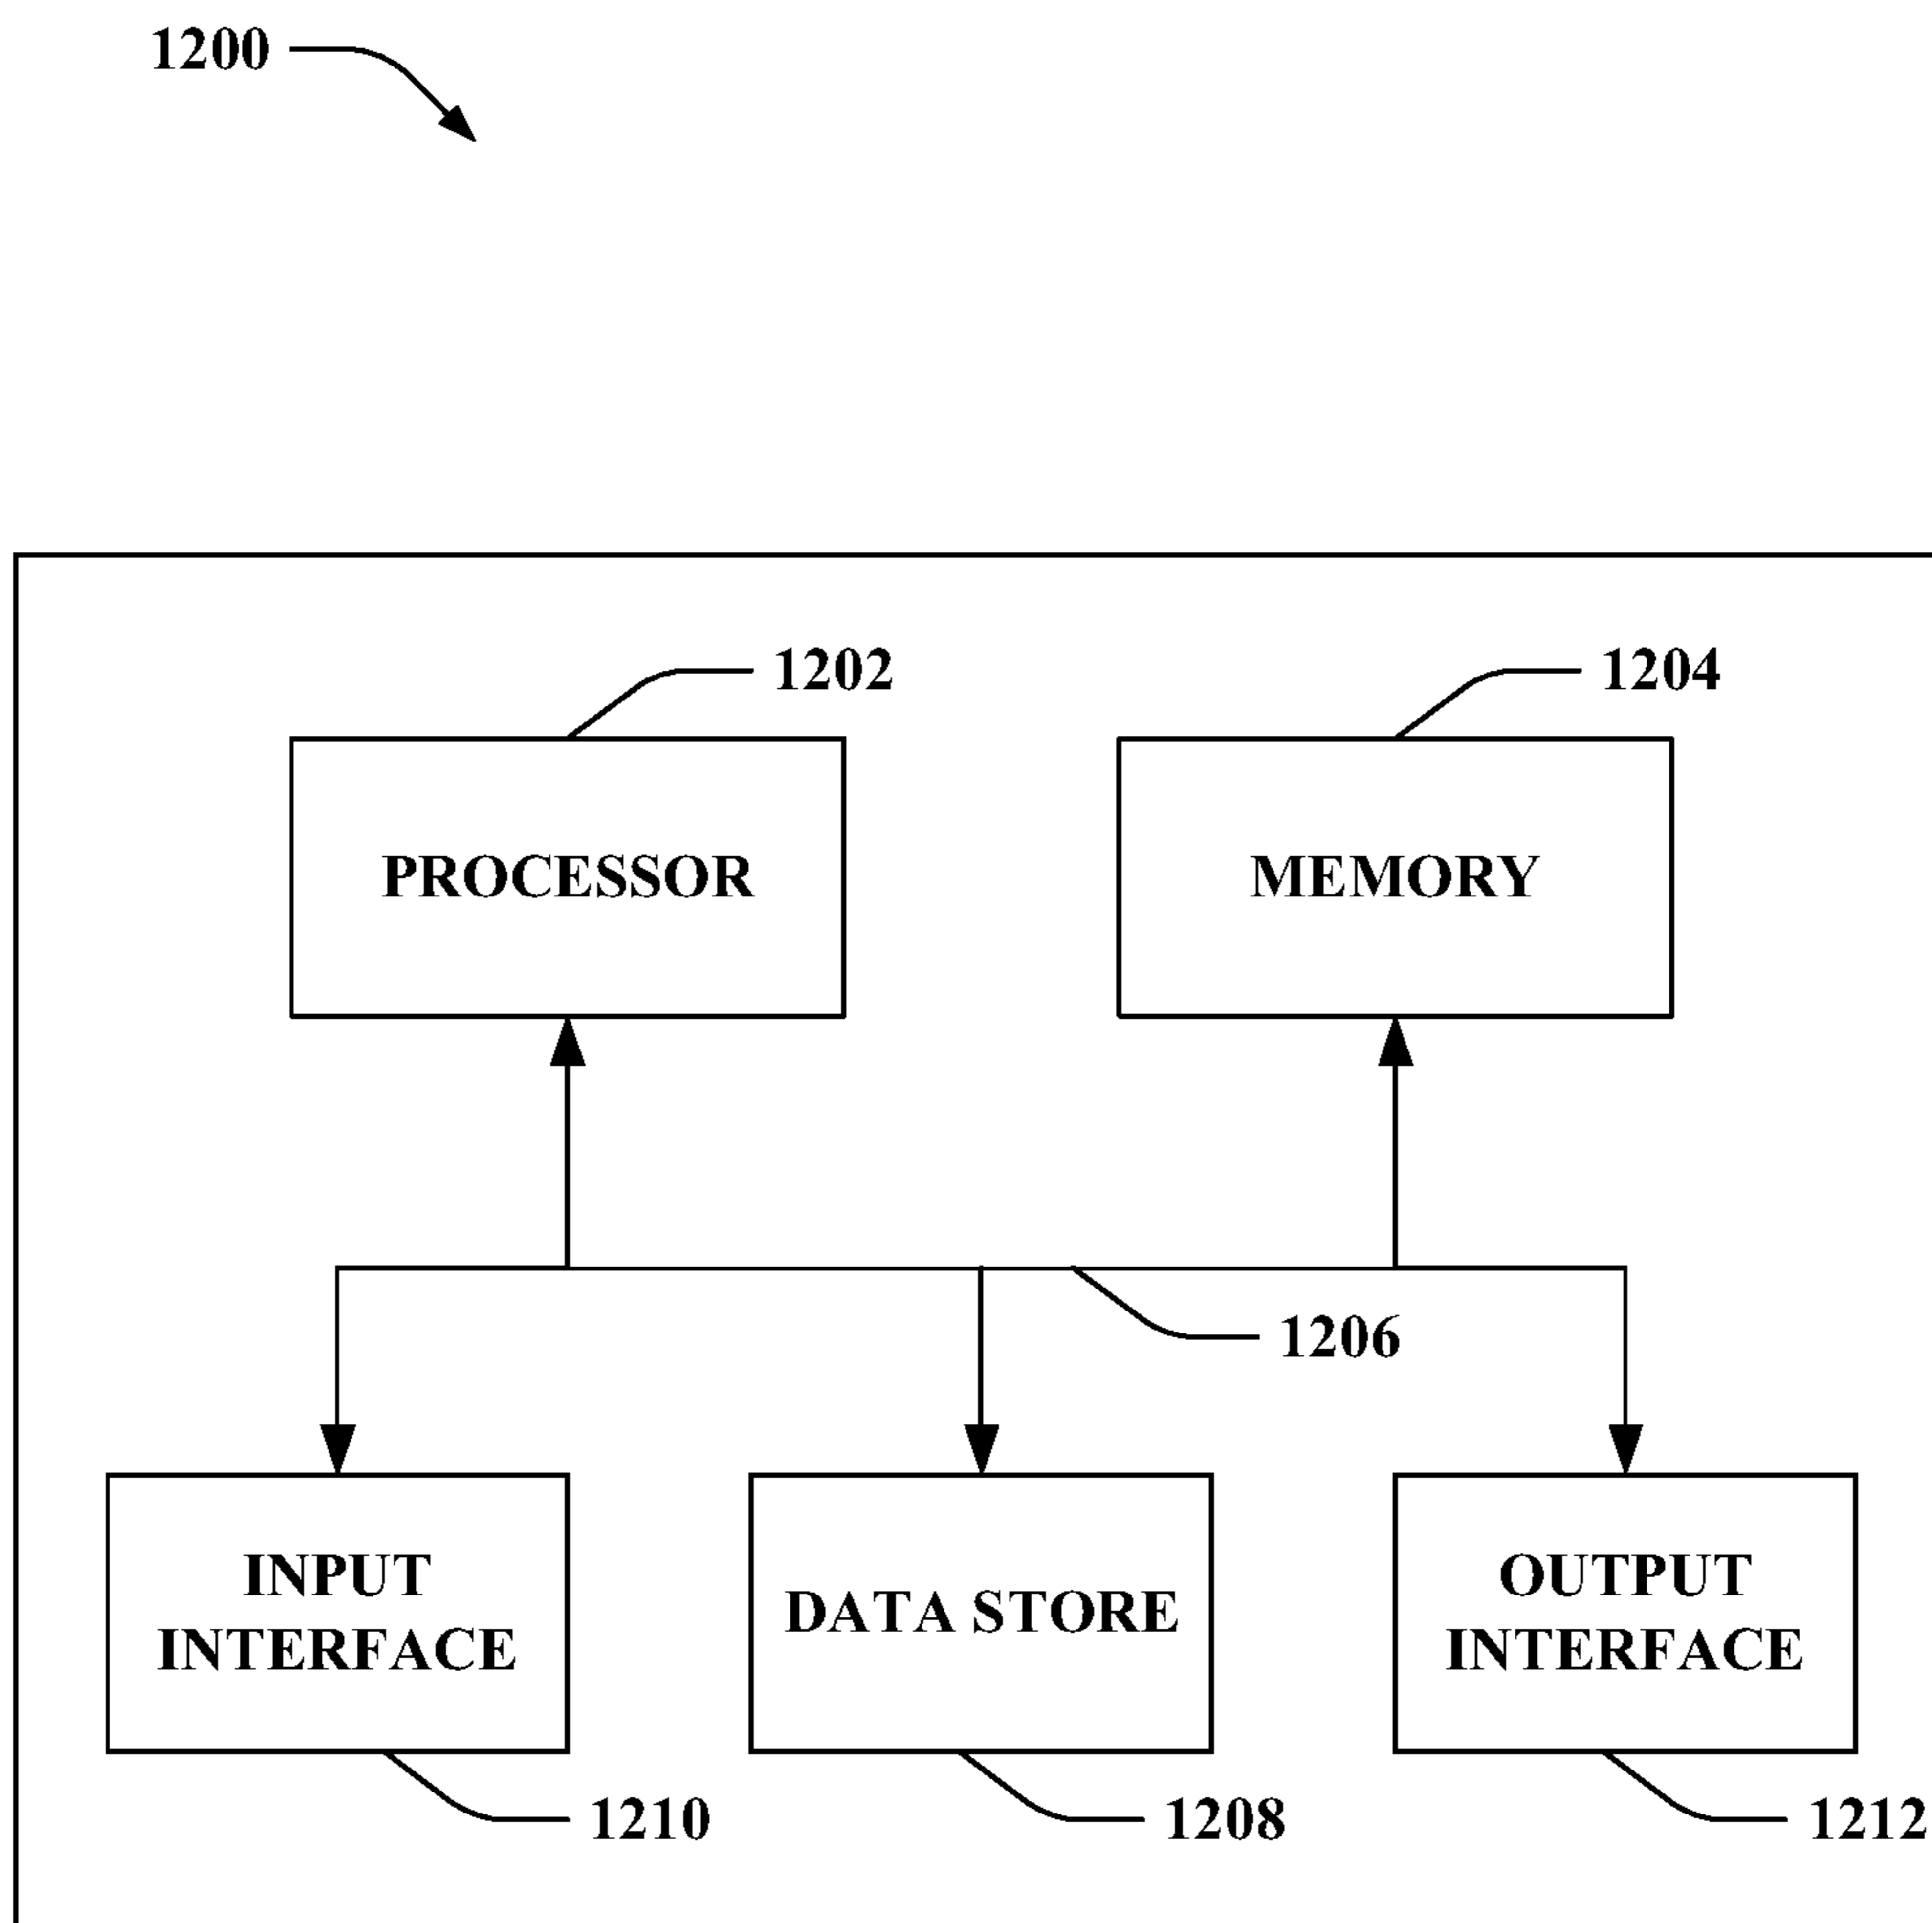 1200
1202
1204
PROCESSOR
MEMORY
1206
INPUT
INTERFACE
DATA STORE
OUTPUT
INTERFACE
1210
1208
1212